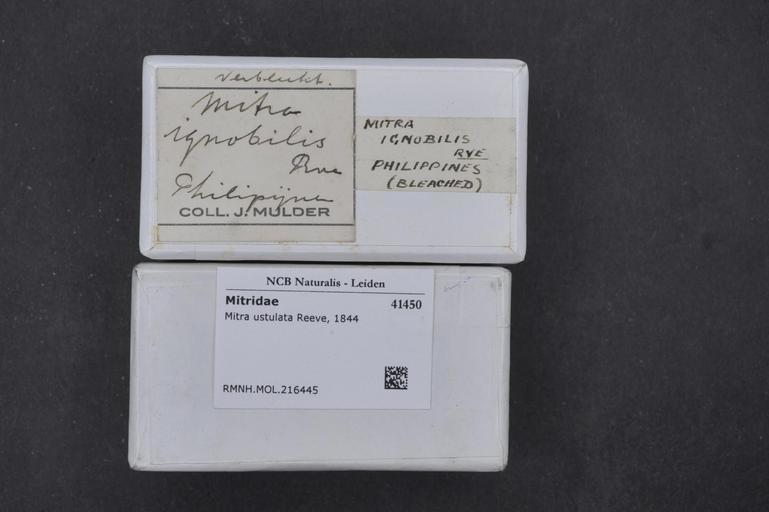 verbleekt.
Mitra
ignobilis
Rve
Philipijnen
COLL. J. MULDER
MITRA
IGNOBILIS
RVE
PHILIPPINES
(BLEACHED)
NCB Naturalis - Leiden
Mitridae 41450
Mitra ustulata Reeve, 1844
RMNH.MOL.216445